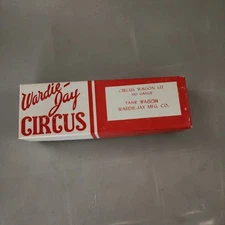 Wardie-Jay
CIRCUS
CIRCUS WAGON KIT
HO GAUGE
TANK WAGON
WARDIE-JAY MFG. CO.